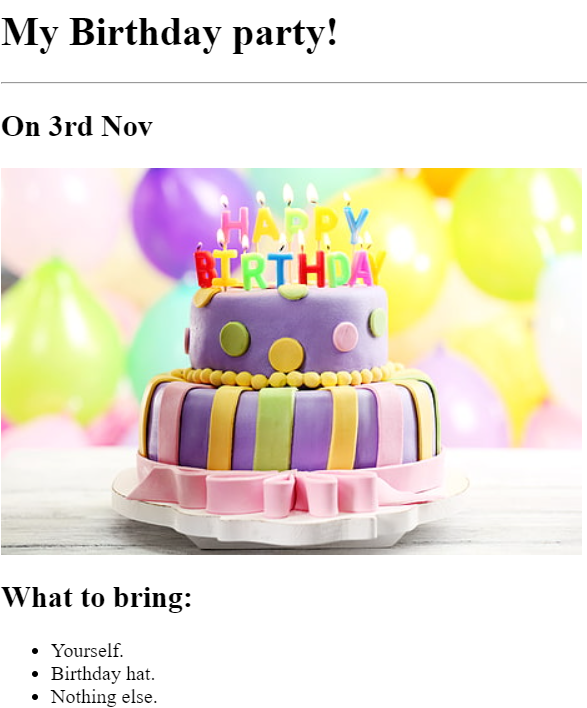 My Birthday party!
On 3rd Nov
HAPPY
BIRTHDAY
What to bring:
Yourself.
Birthday hat.
Nothing else.